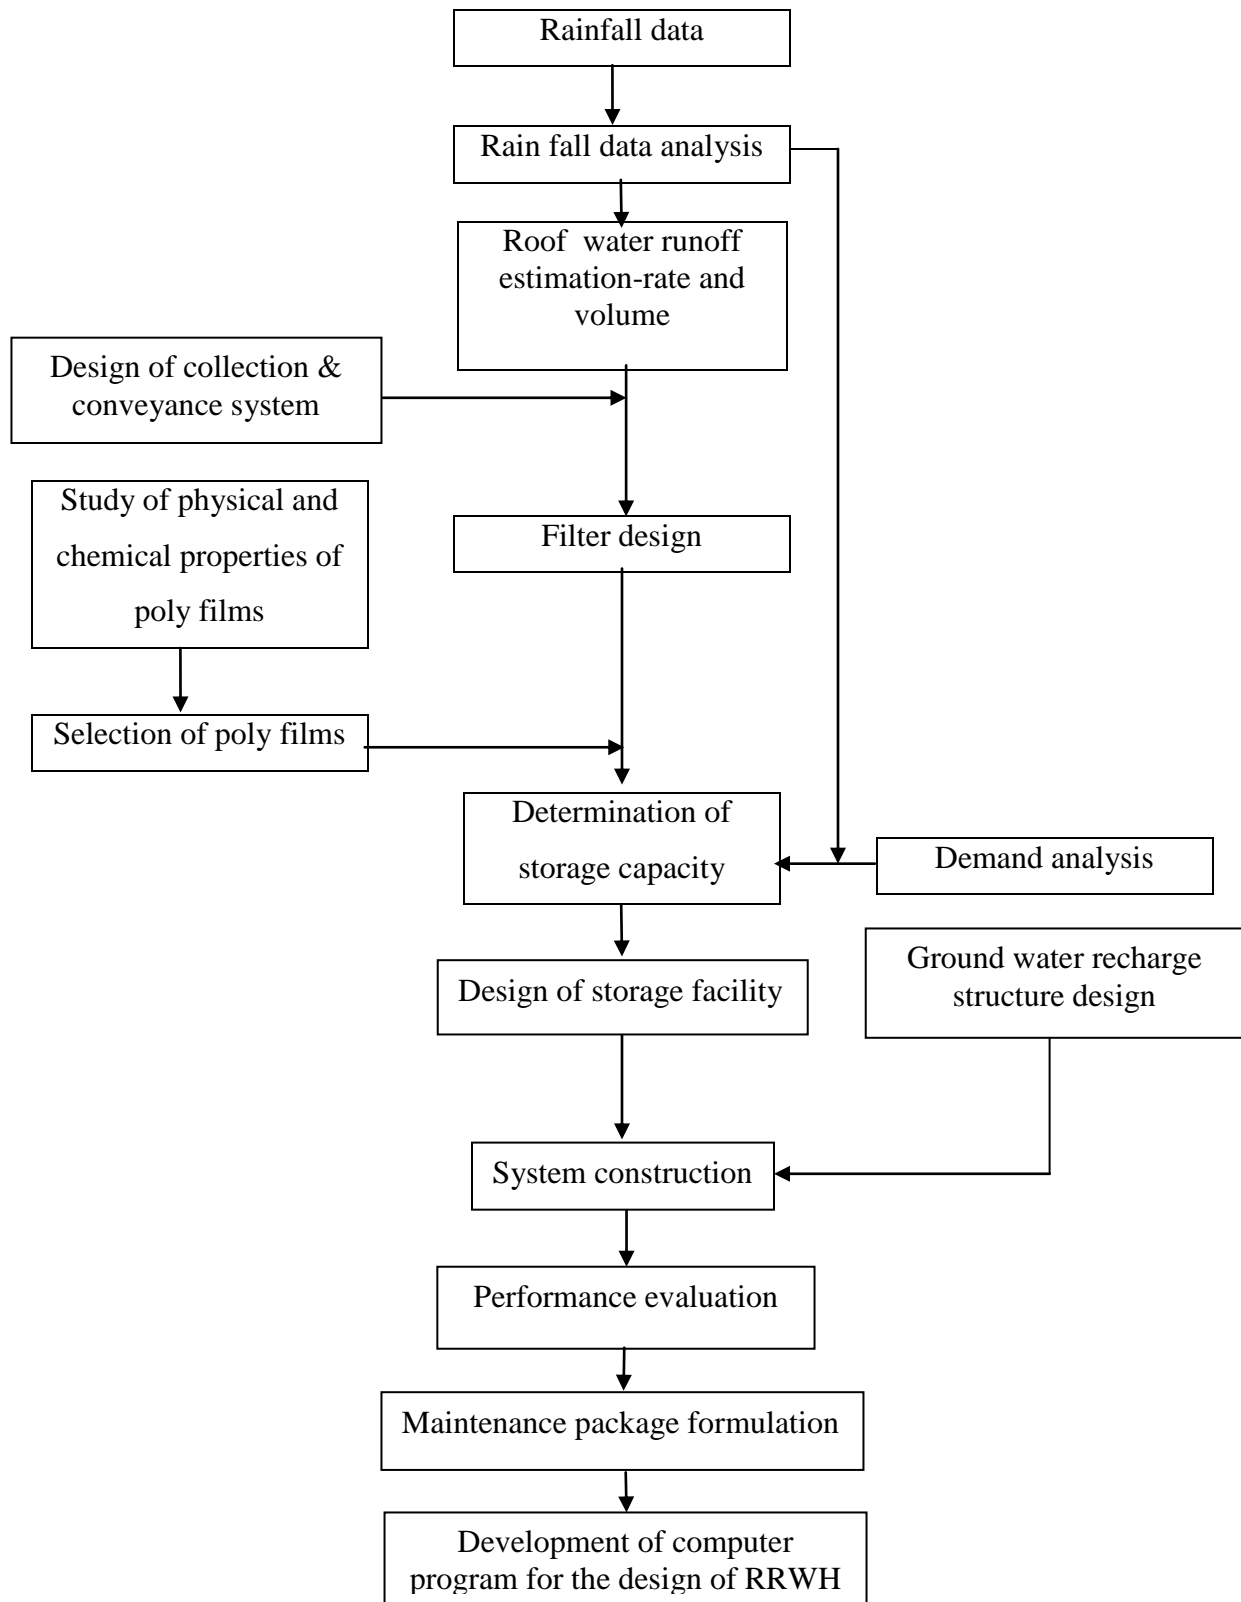 Rainfall data
Rain fall data analysis
Roof water runoff
estimation-rate and
volume
Design of collection &
conveyance system
Study of physical and
chemical properties of
poly films
Filter design
Selection of poly films
Determination of
storage capacity
Demand analysis
Ground water recharge
structure design
Design of storage facility
System construction
Performance evaluation
Maintenance package formulation
Development of computer
program for the design of RRWH